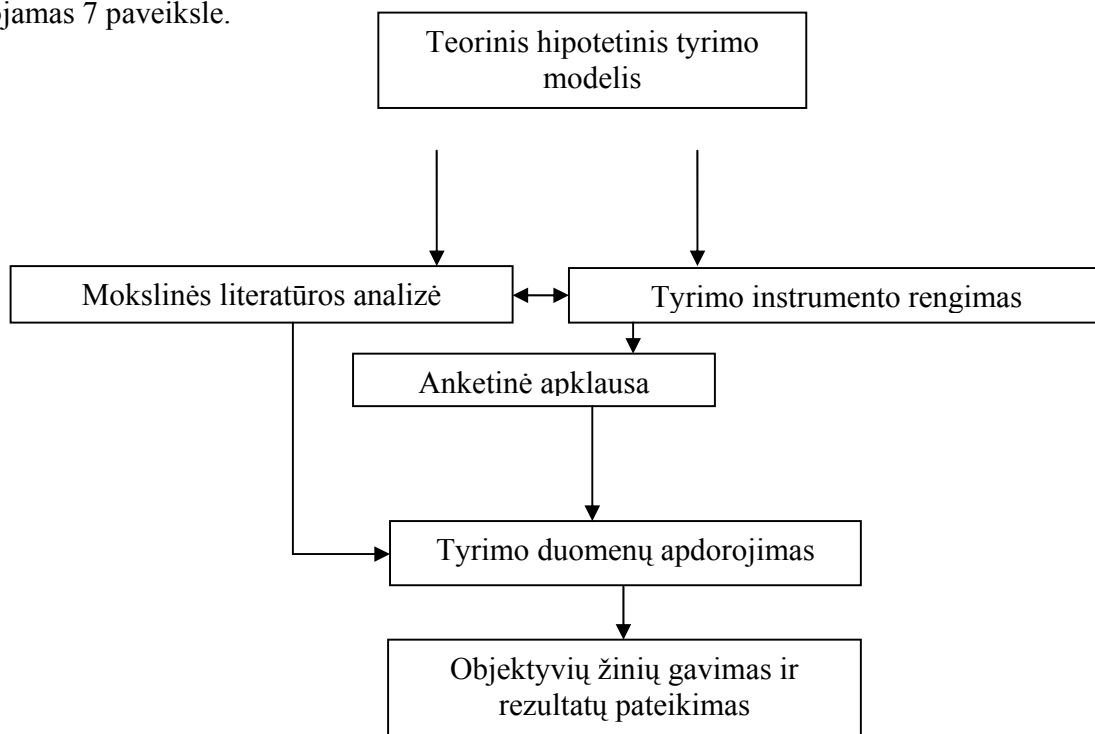 jamas 7 paveiksle.
Teorinis hipotetinis tyrimo
modelis
Mokslinės literatūros analizė
Tyrimo instrumento rengimas
Anketinė apklausa
Tyrimo duomenų apdorojimas
Objektyvių žinių gavimas ir
rezultatų pateikimas